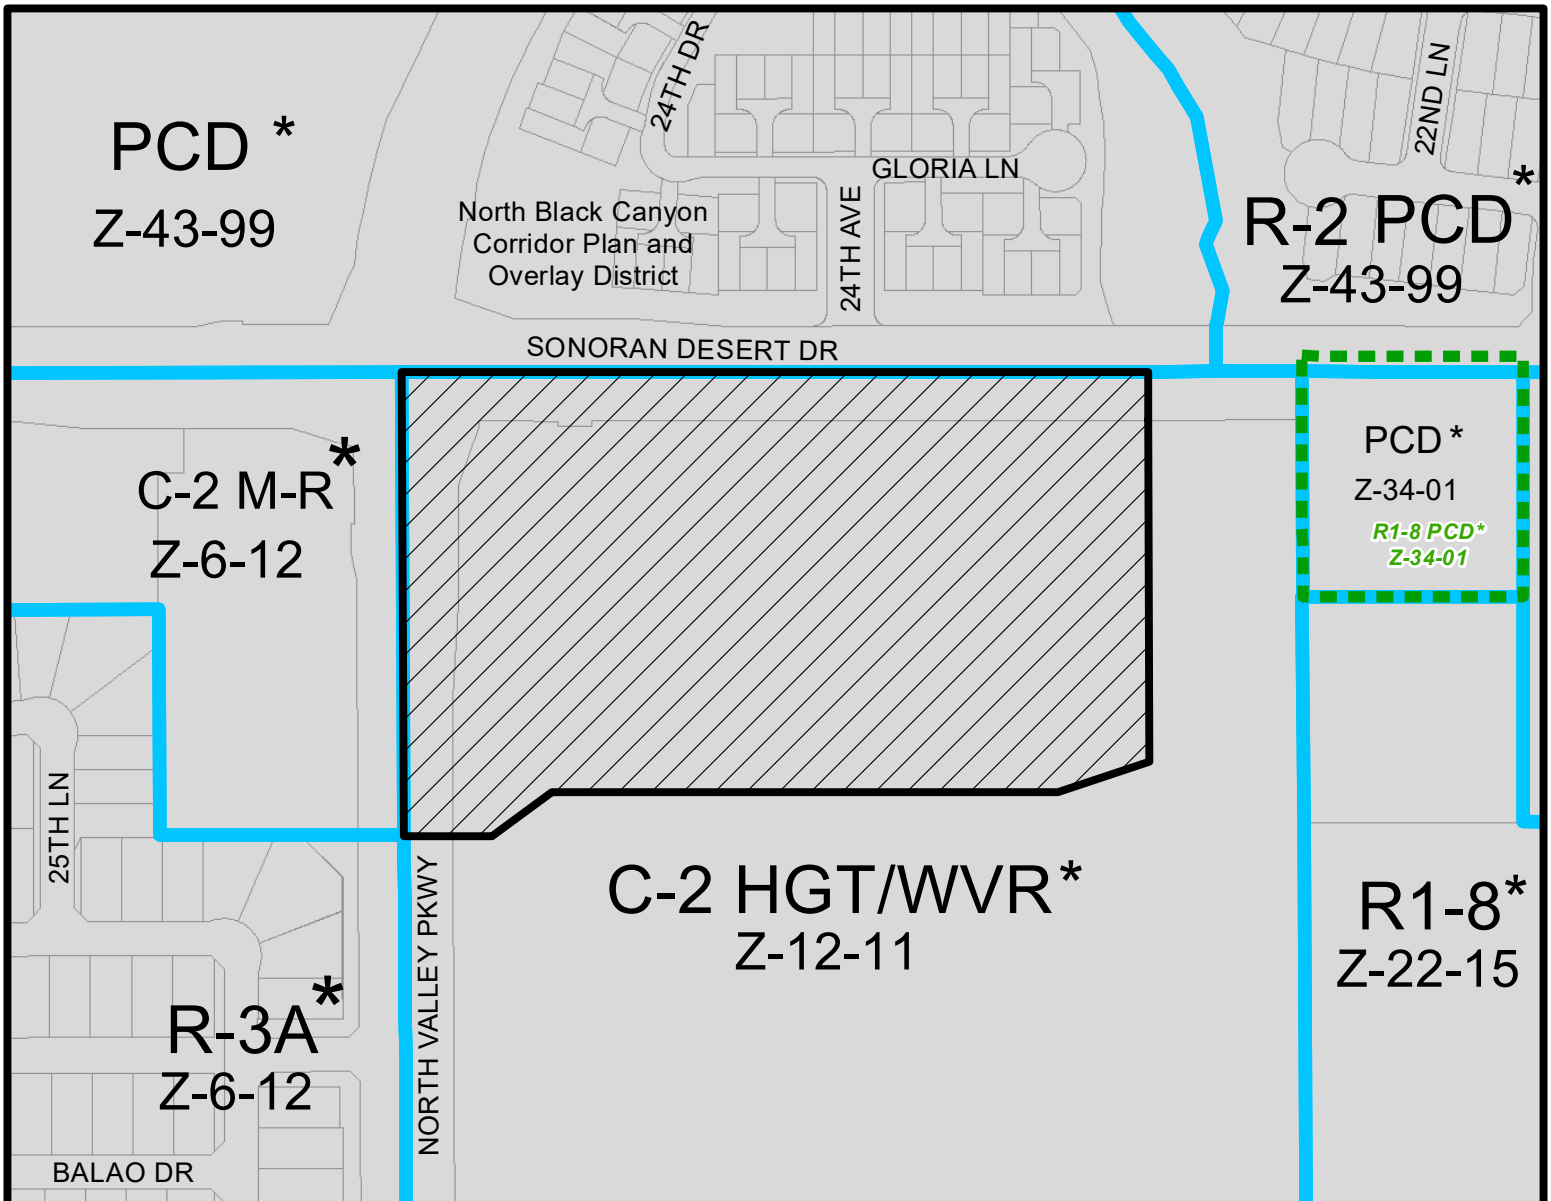 24TH DR
22ND LN
PCD *
Z-43-99
GLORIA LN
North Black Canyon
Corridor Plan and
Overlay District
24TH AVE
R-2 PCD*
Z-43-99
SONORAN DESERT DR
C-2 M-R*
Z-6-12
PCD *
Z-34-01
R1-8 PCD*
Z-34-01
25TH LN
NORTH VALLEY PKWY
C-2 HGT/WVR*
Z-12-11
R1-8*
Z-22-15
R-3A*
Z-6-12
BALAO DR